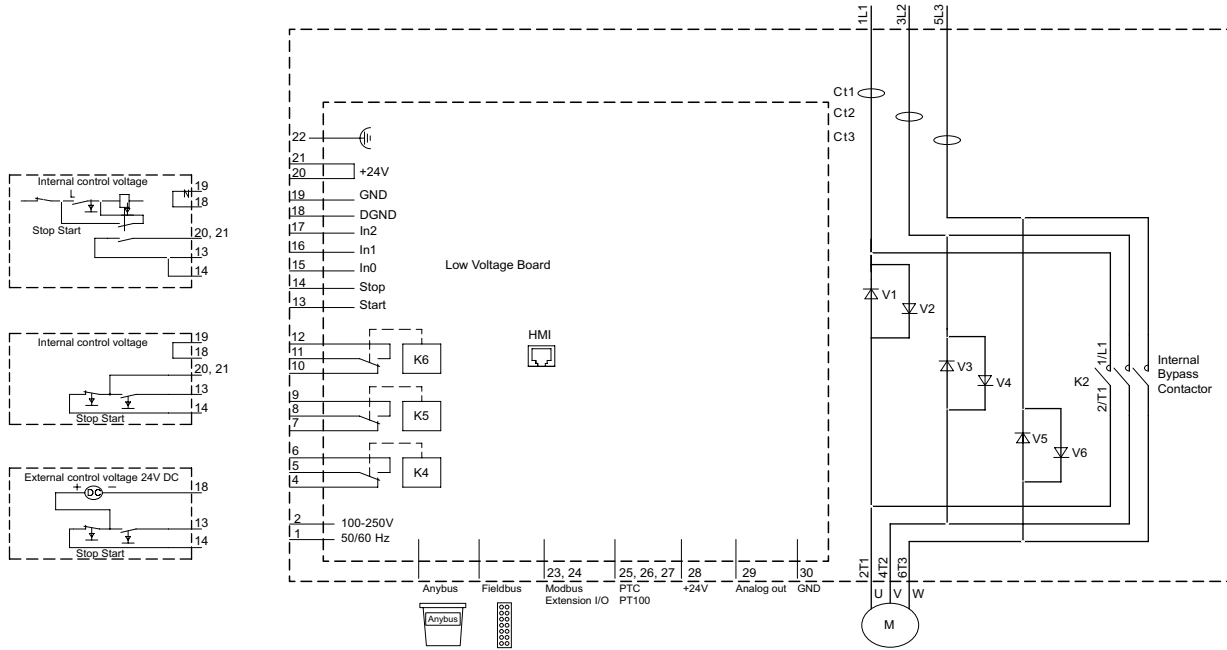 1L1
3L2
5L3
Ct1
Ct2
Ct3
22
21
20
+24V
19
GND
18
DGND
17
In2
16
In1
15
In0
14
Stop
13
Start
Low Voltage Board
HMI
12
11
10
K6
9
8
7
K5
6
5
4
K4
2
100-250V
1
50/60 Hz
Internal control voltage
L
N
19
18
Stop Start
20, 21
13
14
Internal control voltage
19
18
20, 21
13
14
Stop Start
External control voltage 24V DC
+ DC −
18
13
14
Stop Start
V1
V2
V3
V4
V5
V6
K2
1/L1
2/T1
Internal
Bypass
Contactor
Anybus
Fieldbus
23, 24
Modbus
Extension I/O
25, 26, 27
PTC
PT100
28
+24V
29
Analog out
30
GND
Anybus
2T1
4T2
6T3
U
V
W
M